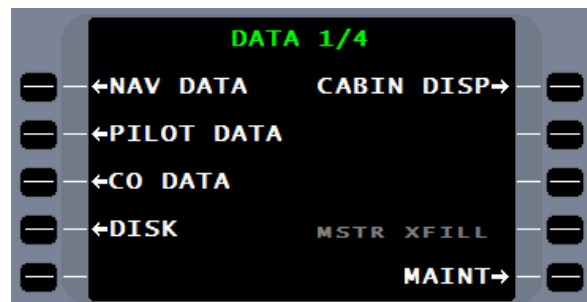 DATA 1/4
←NAV DATA CABIN DISP→
←PILOT DATA
←CO DATA
←DISK MSTR XFILL
MAINT→